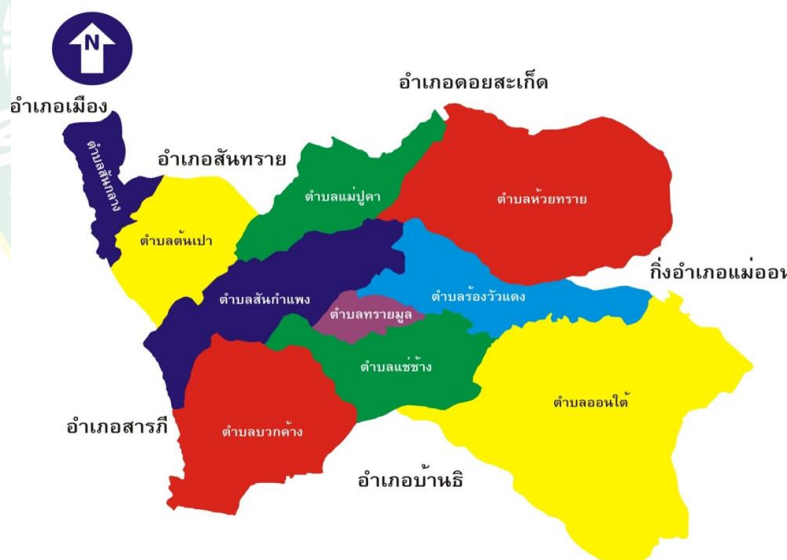 N
อำเภอดอยสะเก็ด
อำเภอเมือง
อำเภอสันทราย
ตำบลสันกลาง
ตำบลแม่ปูคา
ตำบลห้วยทราย
ตำบลต้นเปา
กิ่งอำเภอแม่ออน
ตำบลสันกำแพง
ตำบลร้องวัวแดง
ตำบลทรายมูล
ตำบลแช่ช้าง
ตำบลออนใต้
อำเภอสารภี
ตำบลบวกค้าง
อำเภอบ้านธิ